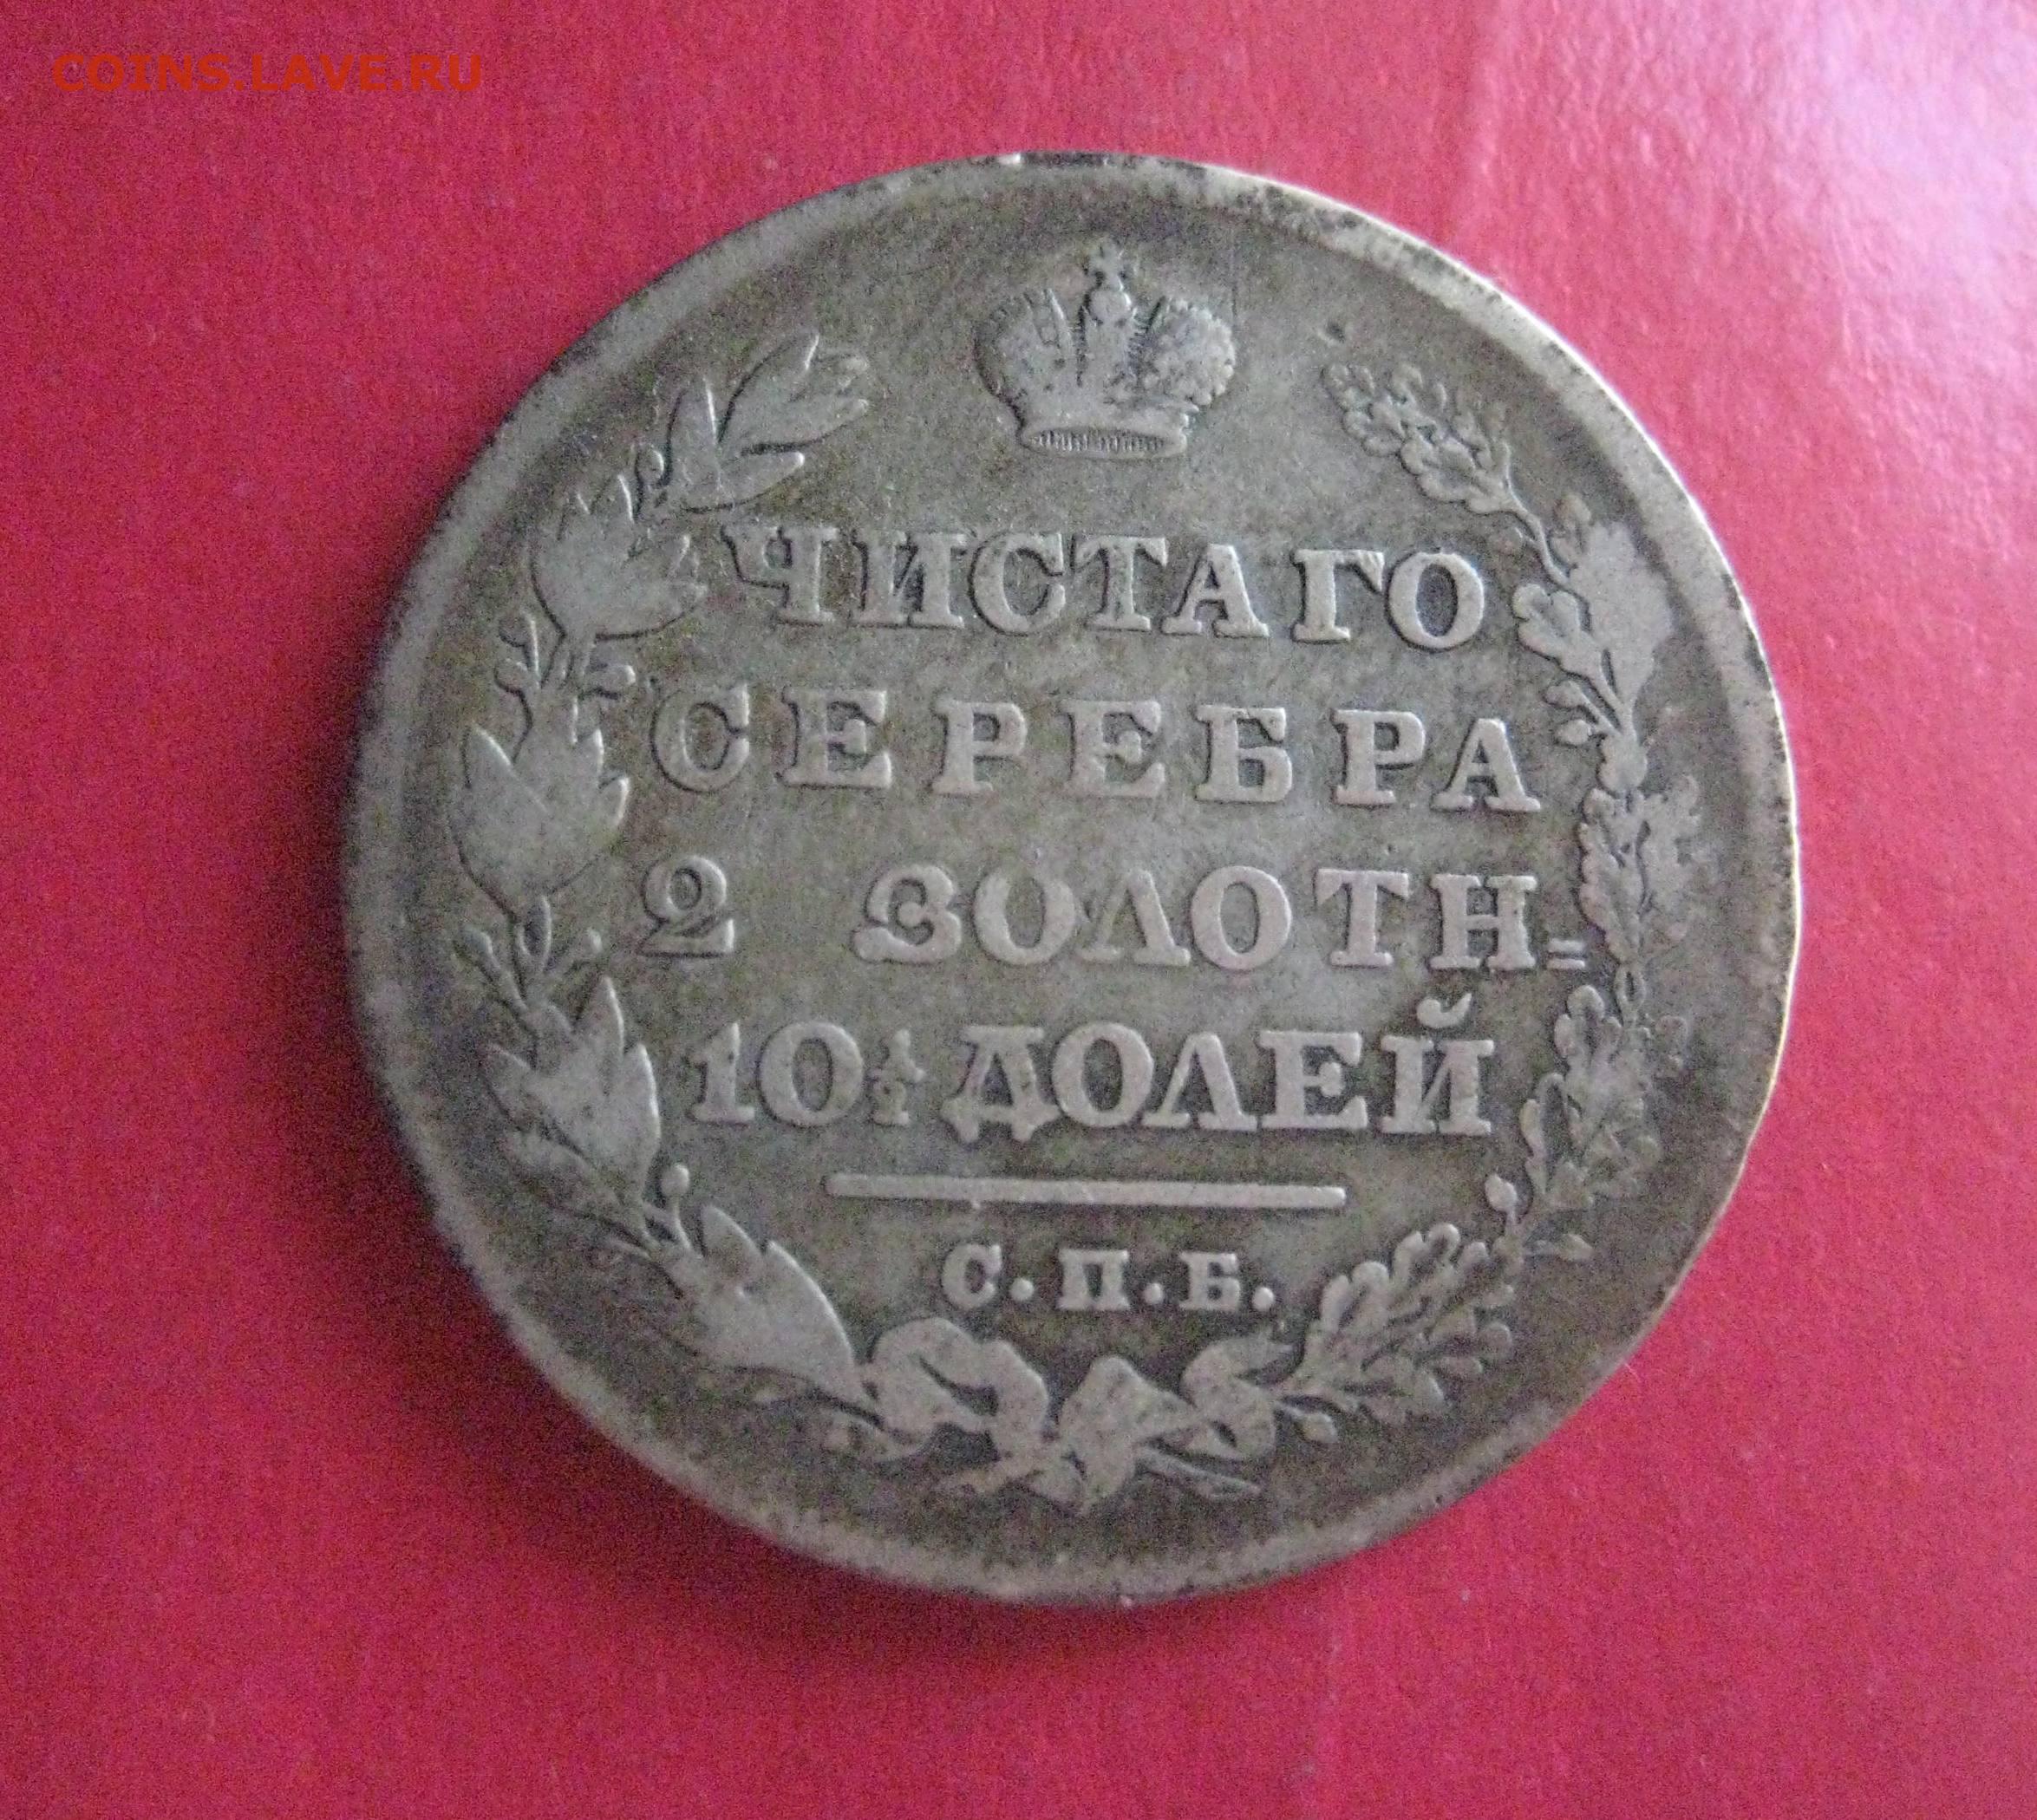 COINS.LAVE.RU
ЧИСТАГО
СЕРЕБРА
2 ЗОЛОТН=
10½ ДОЛЕЙ
С.П.Б.